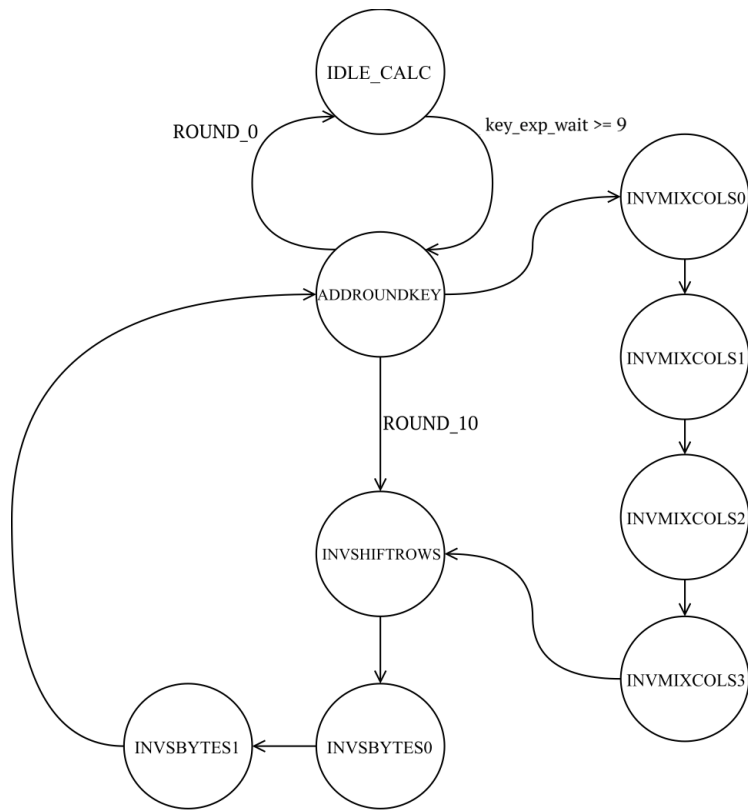 IDLE_CALC
ROUND_0
key_exp_wait >= 9
INVMIXCOLS0
ADDROUNDKEY
INVMIXCOLS1
ROUND_10
INVMIXCOLS2
INVSHIFTROWS
INVMIXCOLS3
INVSBYTES1
INVSBYTES0